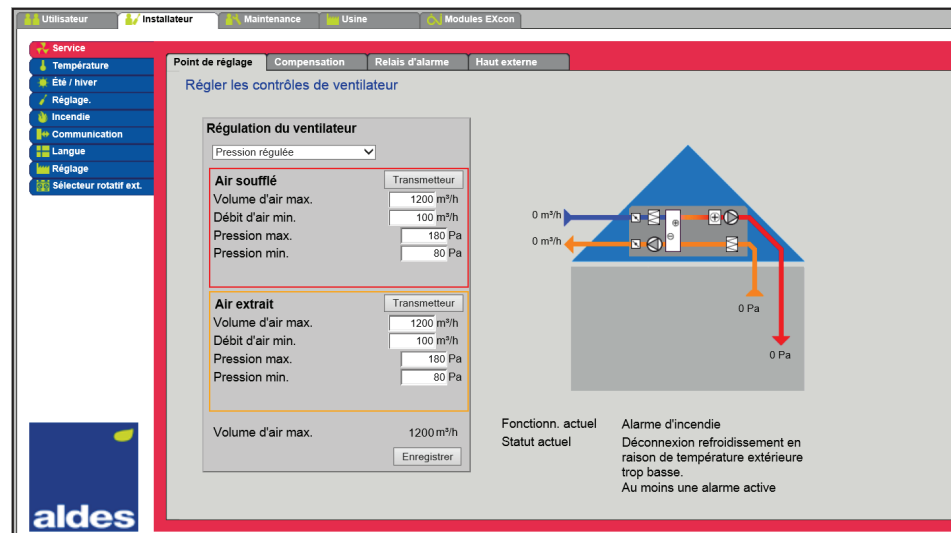 Utilisateur Installateur Maintenance Usine Modules EXcon
Service
Température
Été / hiver
Réglage.
Incendie
Communication
Langue
Réglage
Sélecteur rotatif ext.
Point de réglage Compensation Relais d'alarme Haut externe
Régler les contrôles de ventilateur
Régulation du ventilateur
Pression régulée
Air soufflé Transmetteur
Volume d'air max. 1200 m³/h
Débit d'air min. 100 m³/h
Pression max. 180 Pa
Pression min. 80 Pa
Air extrait Transmetteur
Volume d'air max. 1200 m³/h
Débit d'air min. 100 m³/h
Pression max. 180 Pa
Pression min. 80 Pa
Volume d'air max. 1200 m³/h
Enregistrer
0 m³/h
0 m³/h
0 Pa
0 Pa
Fonctionn. actuel Alarme d'incendie
Statut actuel Déconnexion refroidissement en
raison de température extérieure
trop basse.
Au moins une alarme active
aldes